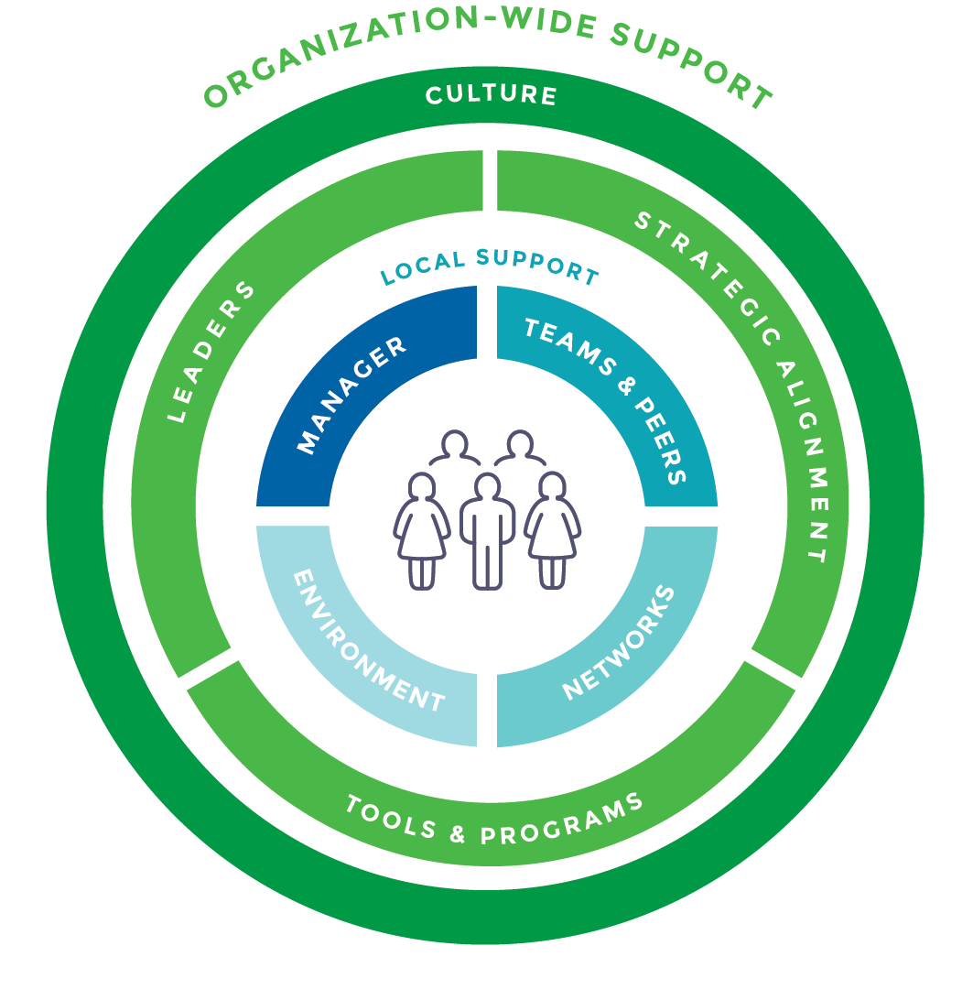 ORGANIZATION-WIDE SUPPORT
CULTURE
LEADERS
STRATEGIC ALIGNMENT
LOCAL SUPPORT
MANAGER
TEAMS & PEERS
ENVIRONMENT
NETWORKS
TOOLS & PROGRAMS